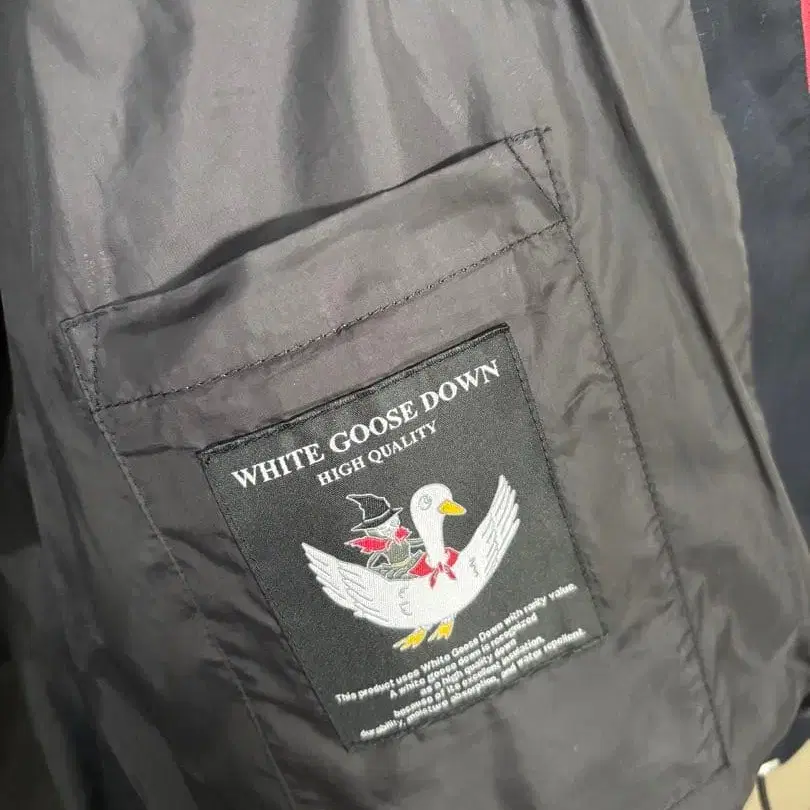 WHITE GOOSE DOWN
HIGH QUALITY
This product uses White Goose Down with rarity value.
A white goose down is recognized
as a high quality down
because of its excellent insulation,
durability, moisture absorption, and water repellent.